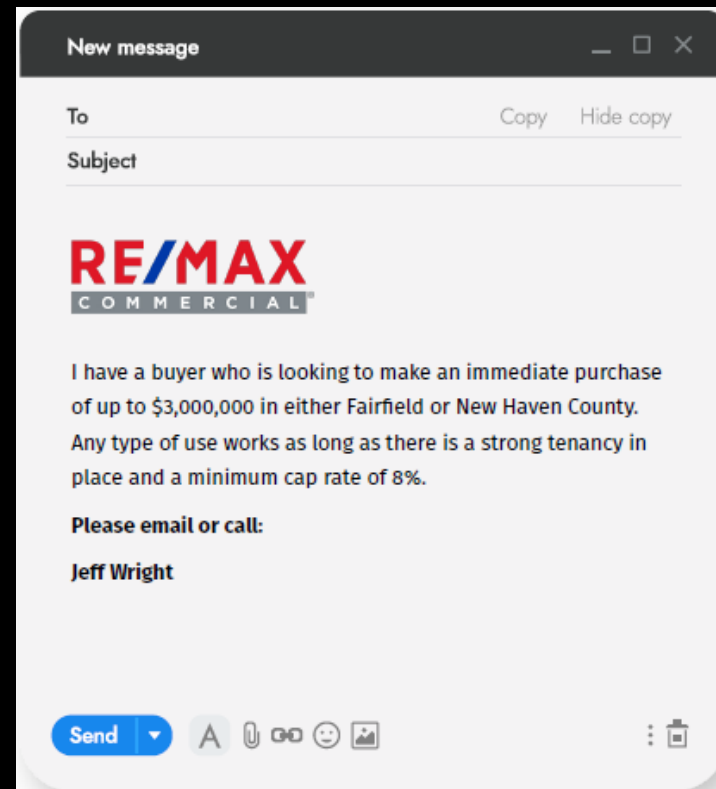 New message
To Copy Hide copy
Subject
RE/MAX
COMMERCIAL®
I have a buyer who is looking to make an immediate purchase
of up to $3,000,000 in either Fairfield or New Haven County.
Any type of use works as long as there is a strong tenancy in
place and a minimum cap rate of 8%.
Please email or call:
Jeff Wright
Send A